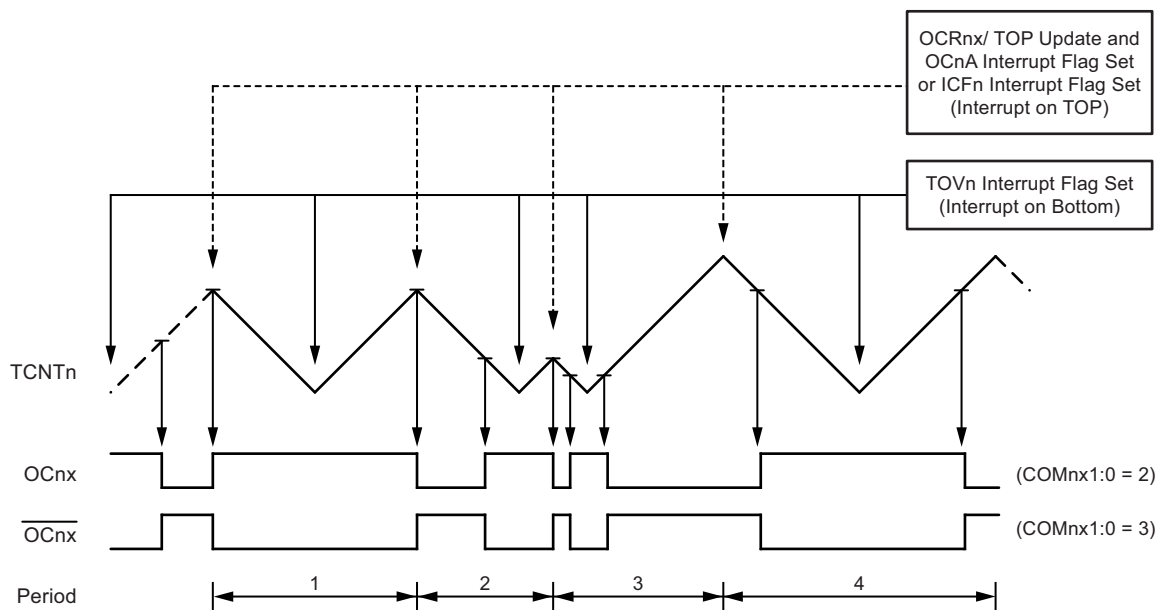 OCRnx/ TOP Update and
OCnA Interrupt Flag Set
or ICFn Interrupt Flag Set
(Interrupt on TOP)
TOVn Interrupt Flag Set
(Interrupt on Bottom)
TCNTn
OCnx
(COMnx1:0 = 2)
OCnx
(COMnx1:0 = 3)
Period
1
2
3
4